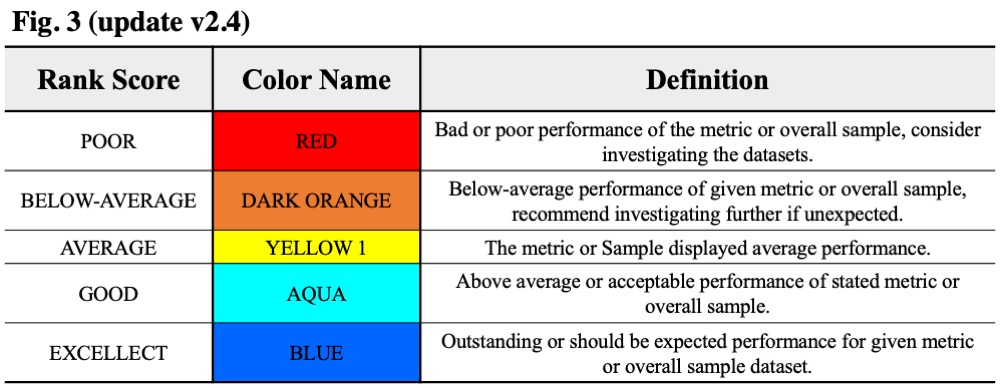 Fig. 3 (update v2.4)
Rank Score Color Name Definition
POOR RED Bad or poor performance of the metric or overall sample, consider
investigating the datasets.
BELOW-AVERAGE DARK ORANGE Below-average performance of given metric or overall sample,
recommend investigating further if unexpected.
AVERAGE YELLOW 1 The metric or Sample displayed average performance.
GOOD AQUA Above average or acceptable performance of stated metric or
overall sample.
EXCELLECT BLUE Outstanding or should be expected performance for given metric
or overall sample dataset.